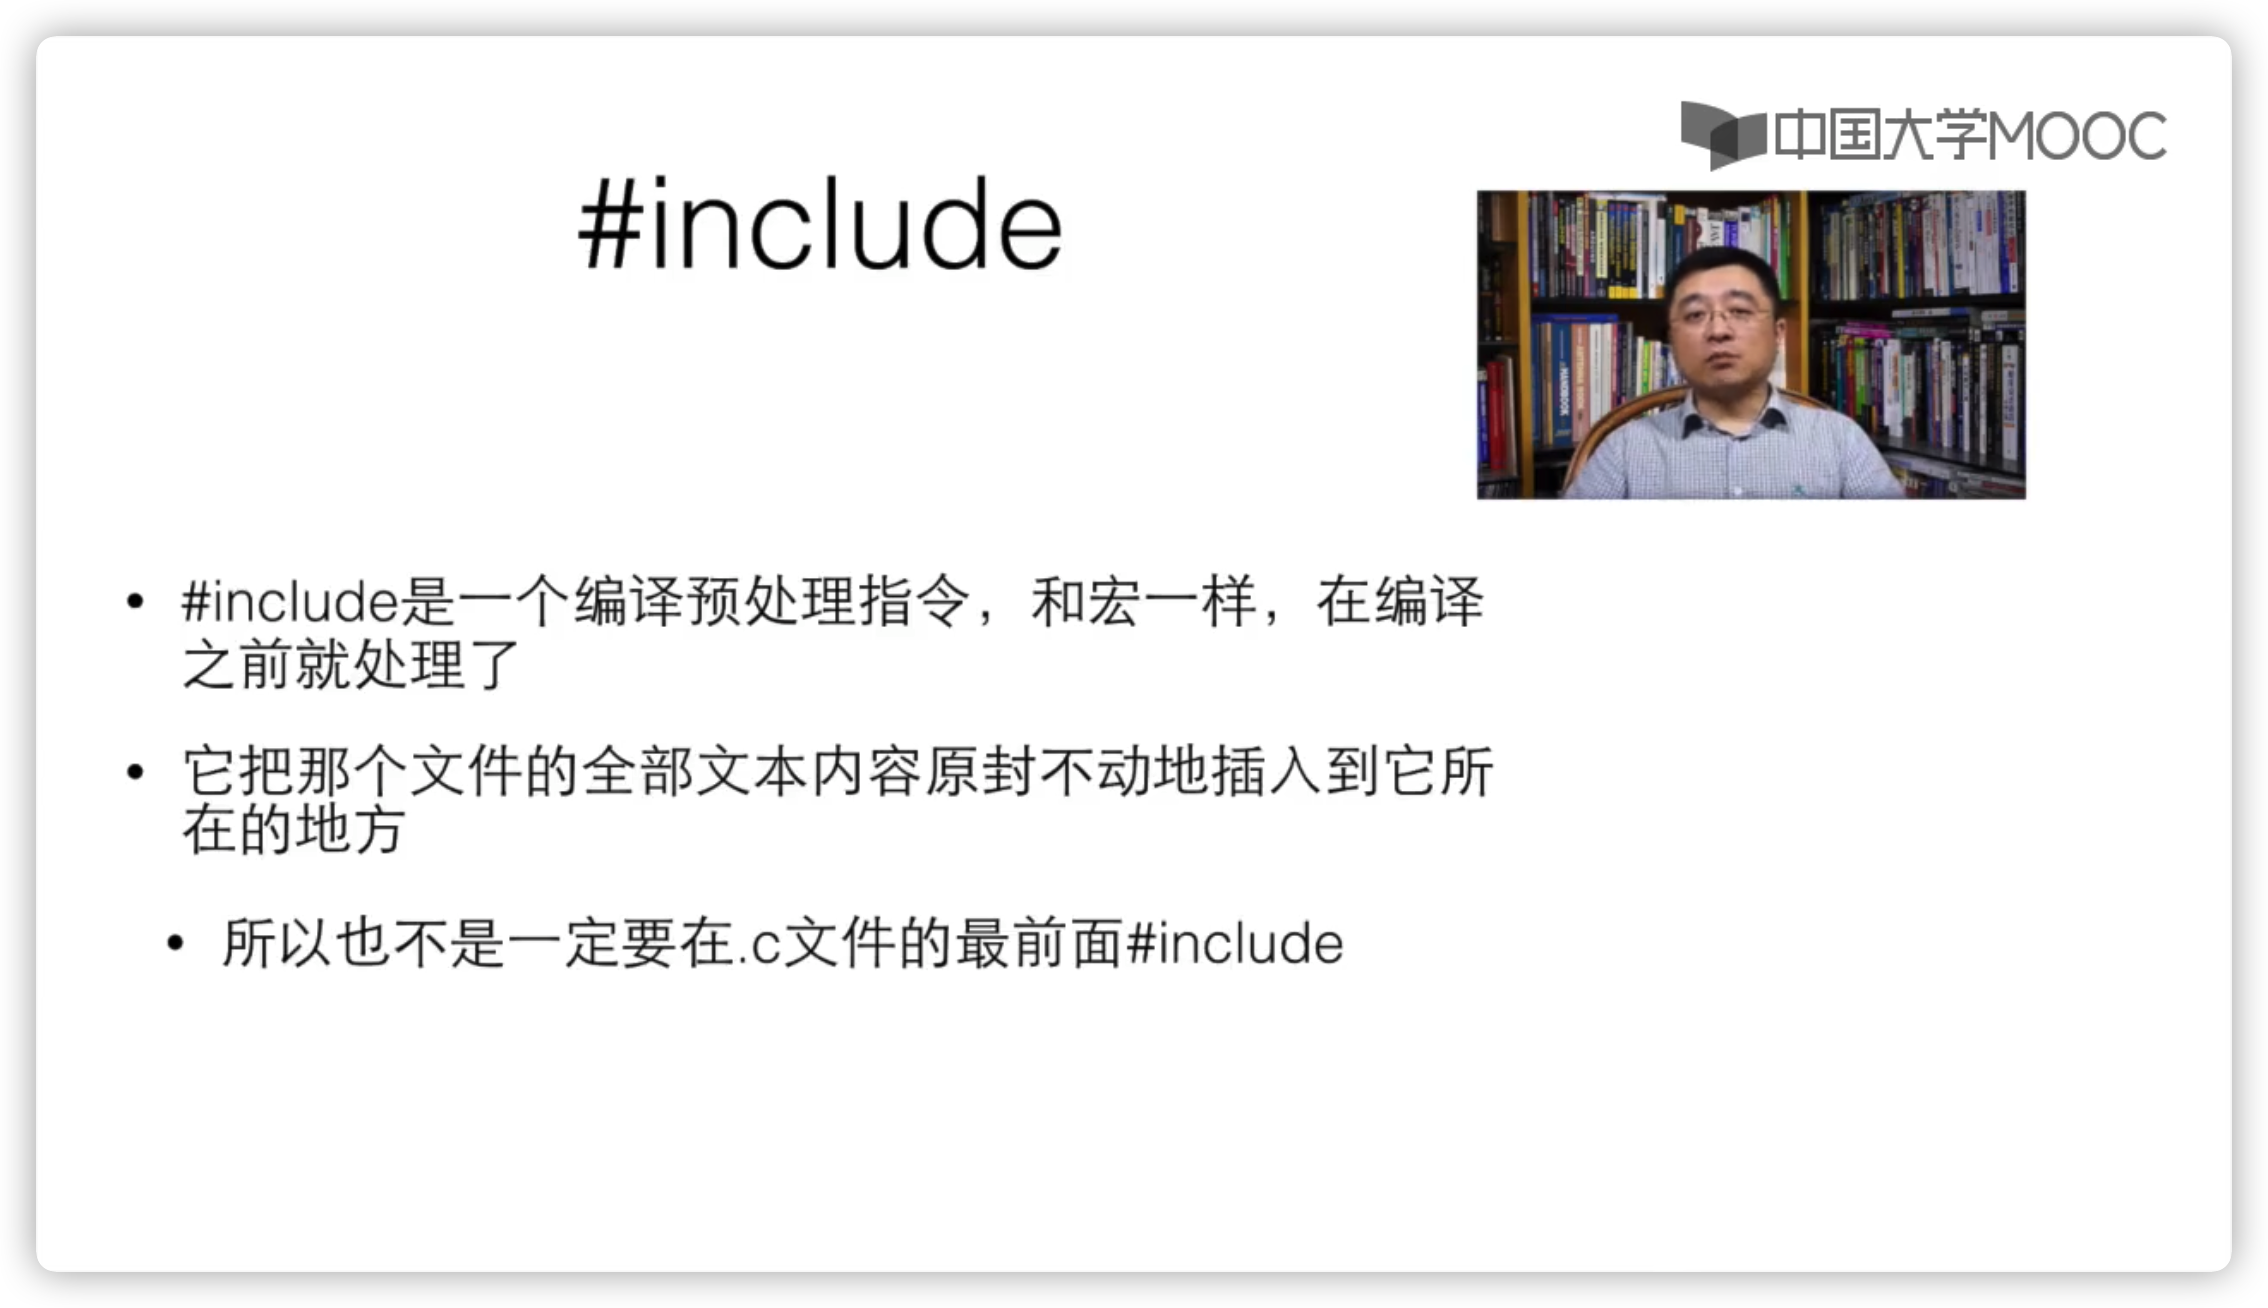 中国大学MOOC
#include
• #include是一个编译预处理指令，和宏一样，在编译
之前就处理了
• 它把那个文件的全部文本内容原封不动地插入到它所
在的地方
• 所以也不是一定要在.c文件的最前面#include